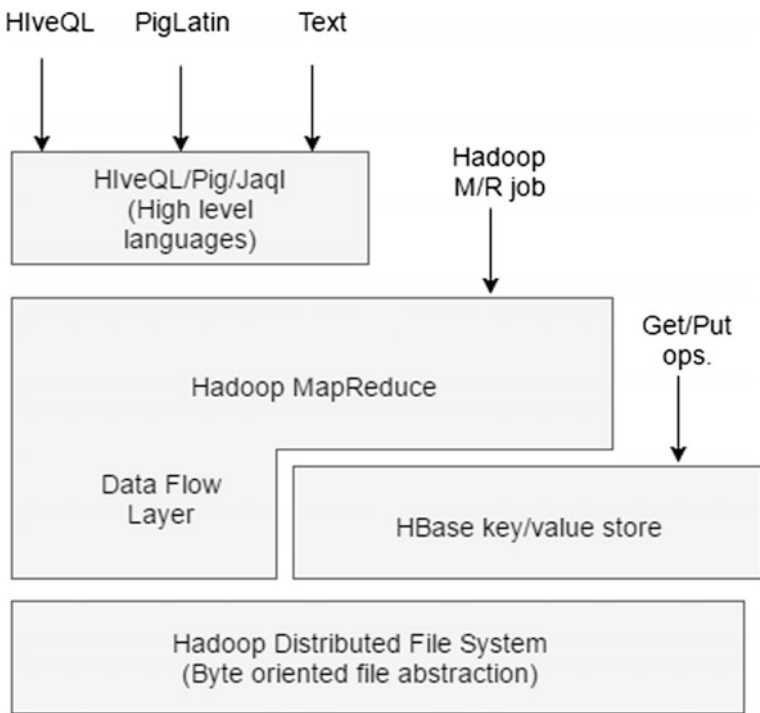 HIveQL
PigLatin
Text
HIveQL/Pig/Jaql
(High level
languages)
Hadoop
M/R job
Get/Put
ops.
Hadoop MapReduce
Data Flow
Layer
HBase key/value store
Hadoop Distributed File System
(Byte oriented file abstraction)